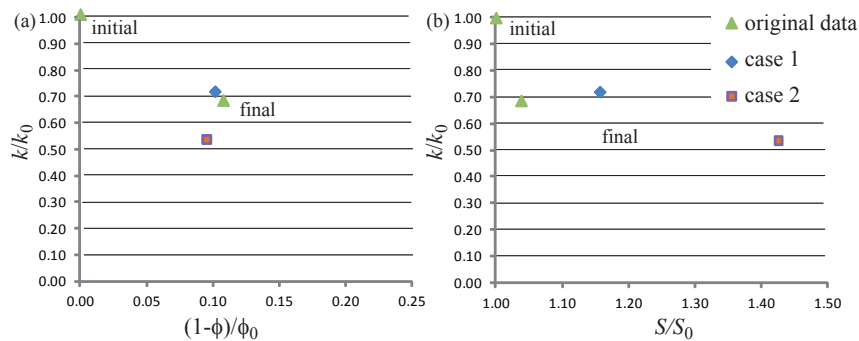 (a)
k/k0
1.00
0.90
0.80
0.70
0.60
0.50
0.40
0.30
0.20
0.10
0.00
initial
final
0.00 0.05 0.10 0.15 0.20 0.25
(1-ϕ)/ϕ0
(b)
k/k0
1.00
0.90
0.80
0.70
0.60
0.50
0.40
0.30
0.20
0.10
0.00
initial
final
original data
case 1
case 2
1.00 1.10 1.20 1.30 1.40 1.50
S/S0